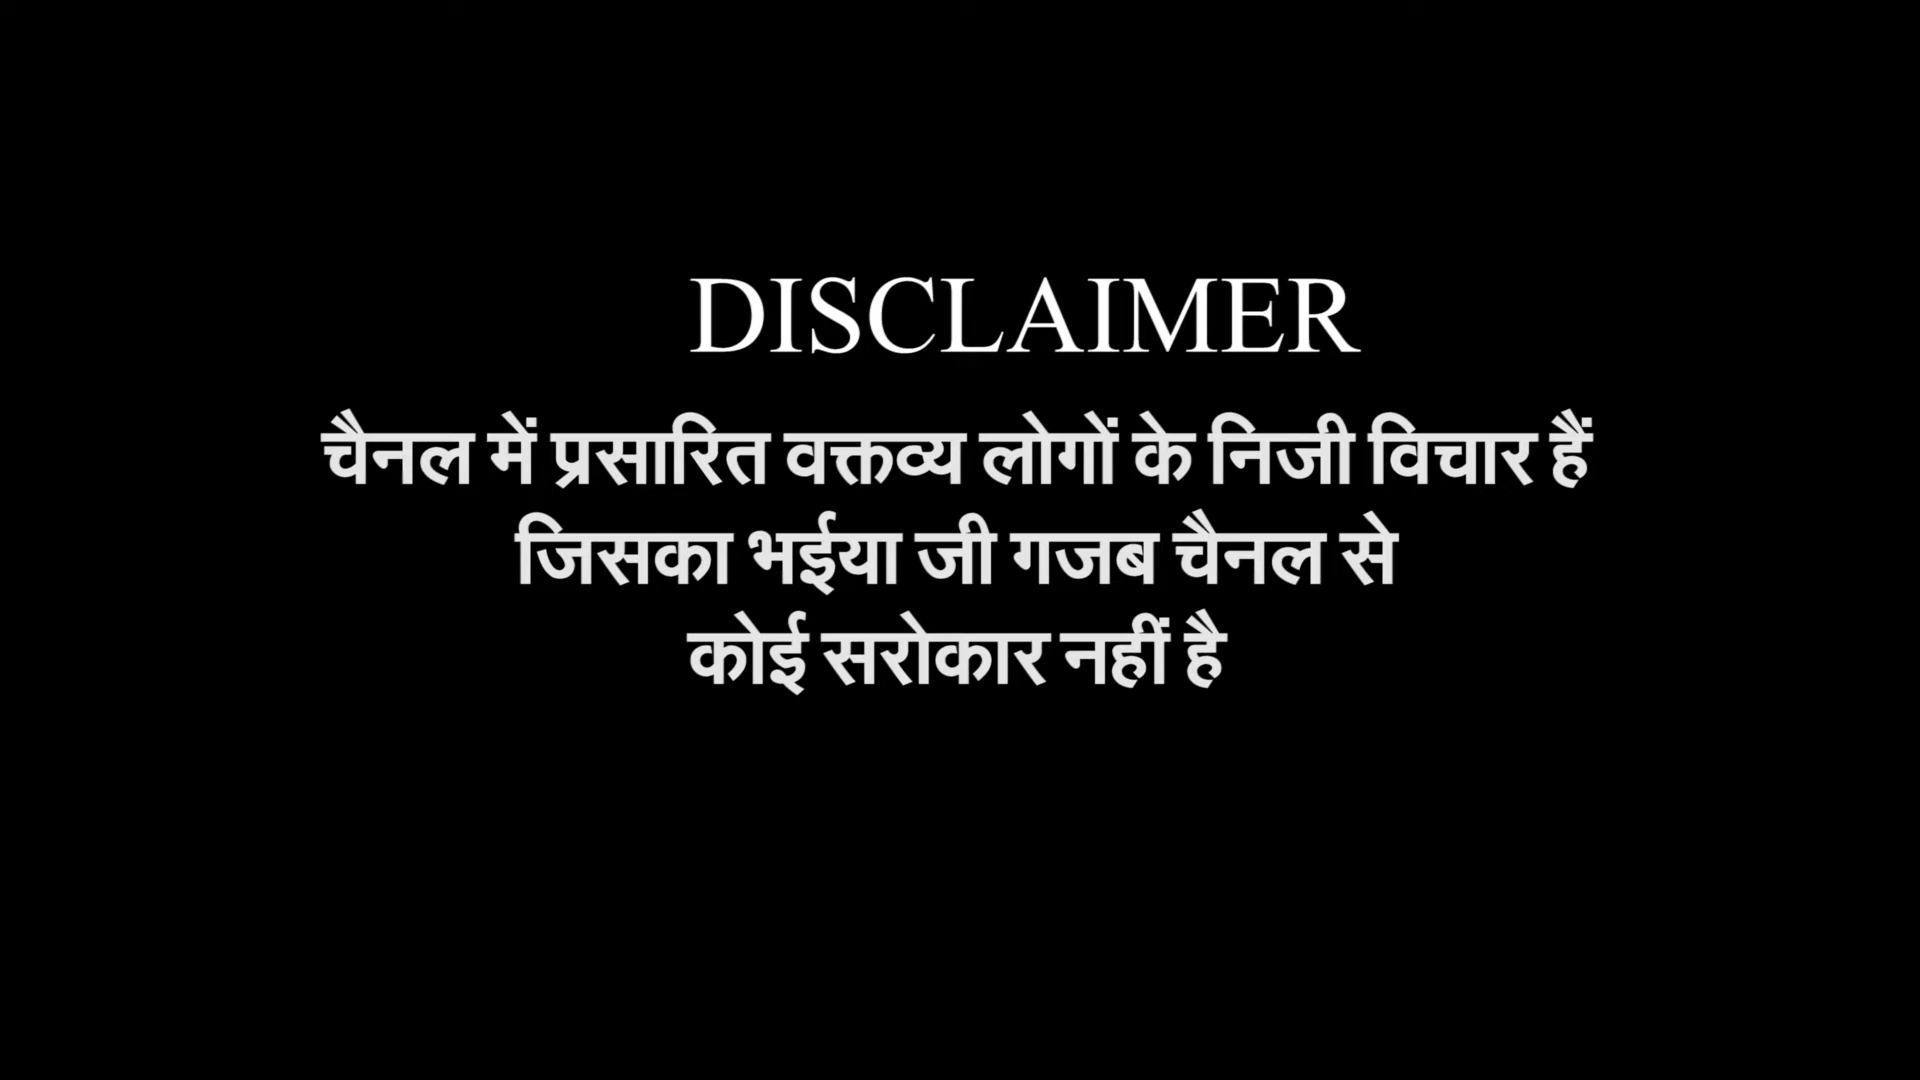 DISCLAIMER
चैनल में प्रसारित वक्तव्य लोगों के निजी विचार हैं
जिसका भईया जी गजब चैनल से
कोई सरोकार नहीं है